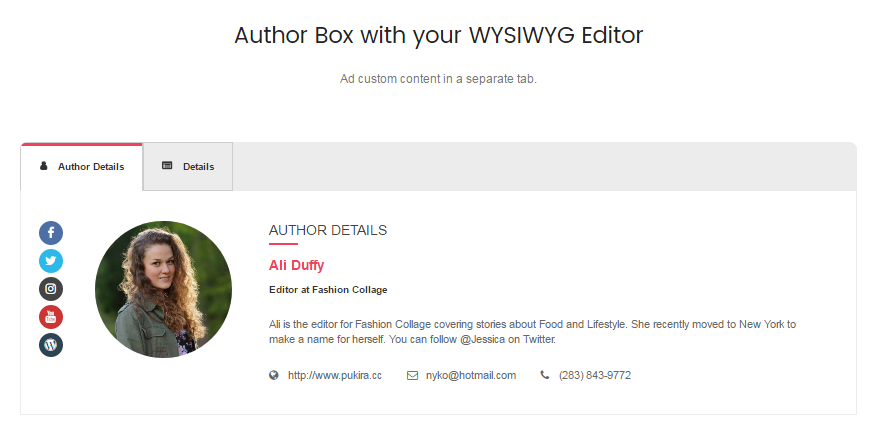 Author Box with your WYSIWYG Editor
Ad custom content in a separate tab.
Author Details
Details
AUTHOR DETAILS
Ali Duffy
Editor at Fashion Collage
Ali is the editor for Fashion Collage covering stories about Food and Lifestyle. She recently moved to New York to
make a name for herself. You can follow @Jessica on Twitter.
http://www.pukira.cc
nyko@hotmail.com
(283) 843-9772